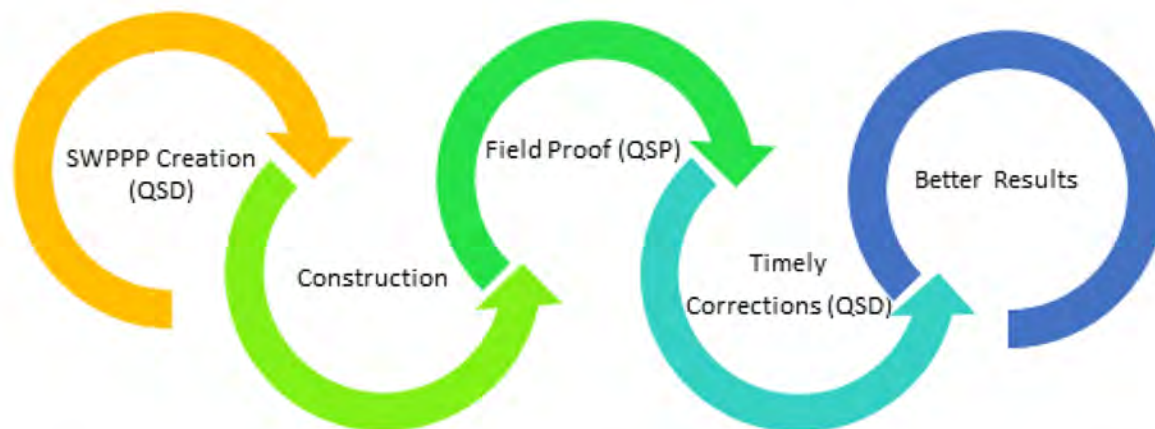 SWPPP Creation
(QSD)
Construction
Field Proof (QSP)
Timely
Corrections (QSD)
Better Results